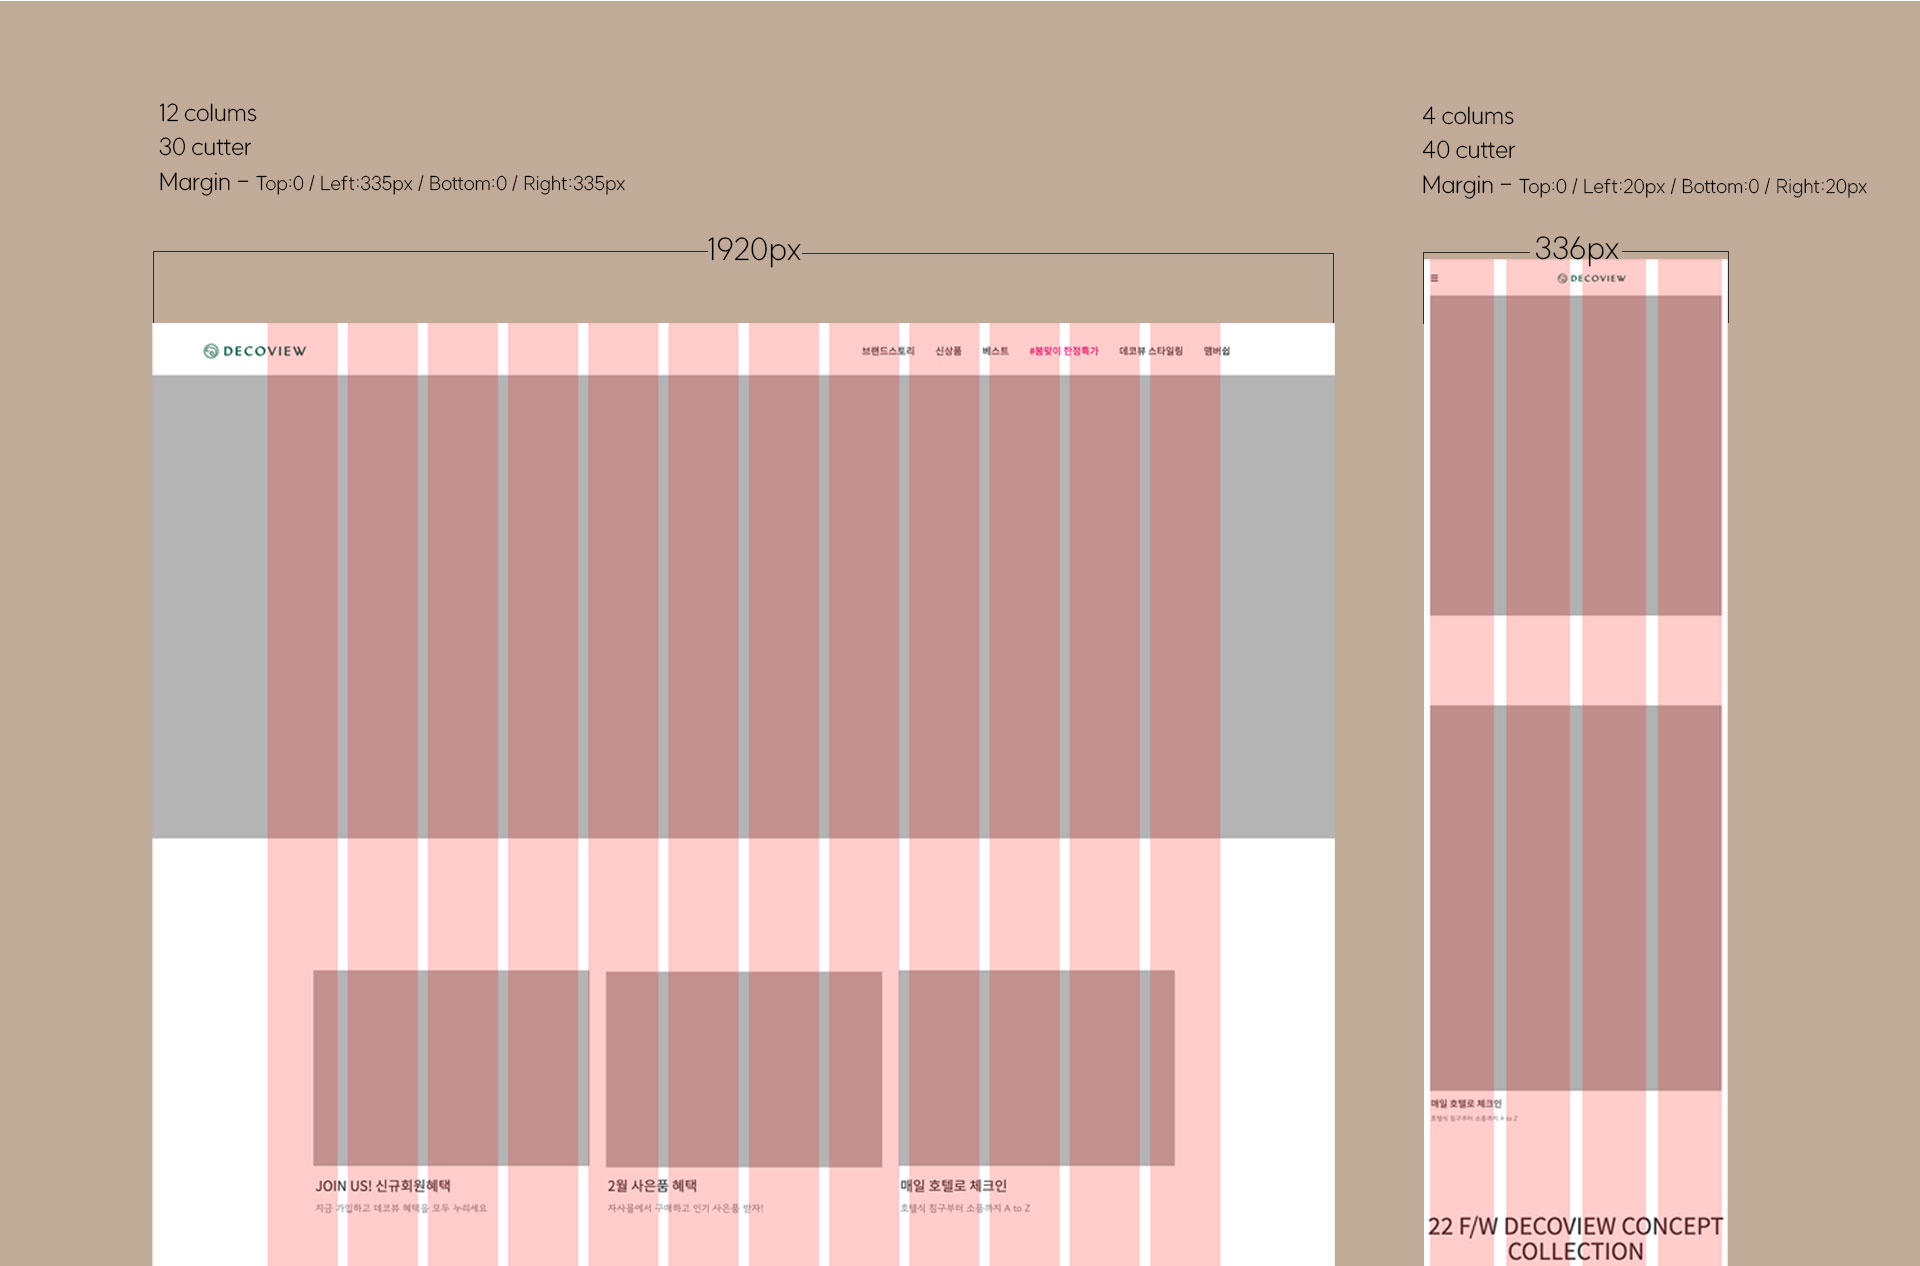 12 colums
30 cutter
Margin - Top:0 / Left:335px / Bottom:0 / Right:335px
1920px
DECOVIEW
브랜드스토리 신상품 베스트 #봄맞이 한정특가 데코뷰 스타일링 멤버쉽
JOIN US! 신규회원혜택
지금 가입하고 데코뷰 혜택을 모두 누리세요
2월 사은품 혜택
자사몰에서 구매하고 인기 사은품 받자!
매일 호텔로 체크인
호텔식 침구부터 소품까지 A to Z
4 colums
40 cutter
Margin - Top:0 / Left:20px / Bottom:0 / Right:20px
336px
DECOVIEW
매일 호텔로 체크인
호텔식 침구부터 소품까지 A to Z
22 F/W DECOVIEW CONCEPT
COLLECTION